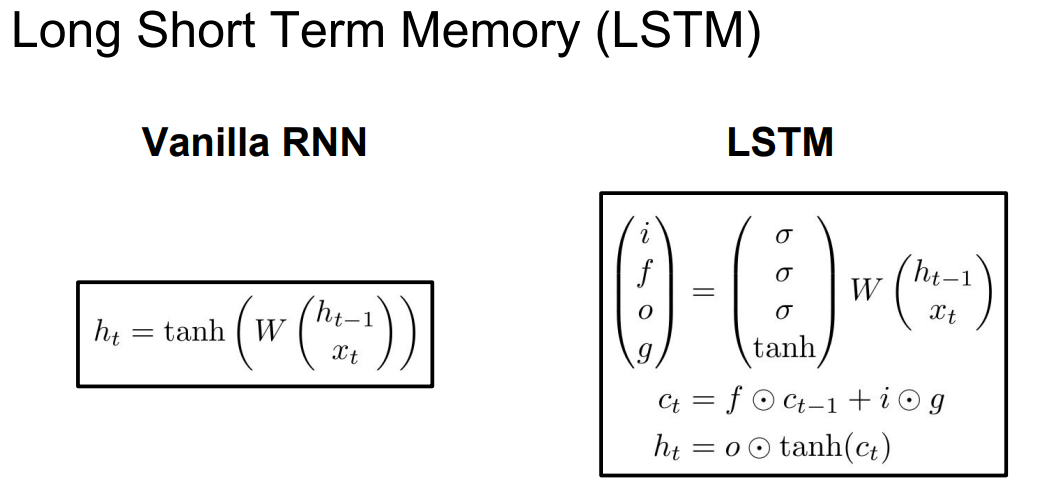 Long Short Term Memory (LSTM)
Vanilla RNN
LSTM
h_t = tanh ( W ( h_{t-1} x_t ) )
( i f o g ) = ( σ σ σ tanh ) W ( h_{t-1} x_t )
c_t = f ⊙ c_{t-1} + i ⊙ g
h_t = o ⊙ tanh(c_t)